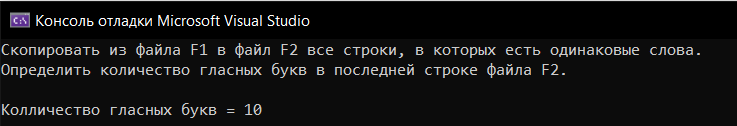 Консоль отладки Microsoft Visual Studio
Скопировать из файла F1 в файл F2 все строки, в которых есть одинаковые слова.
Определить количество гласных букв в последней строке файла F2.
Колличество гласных букв = 10